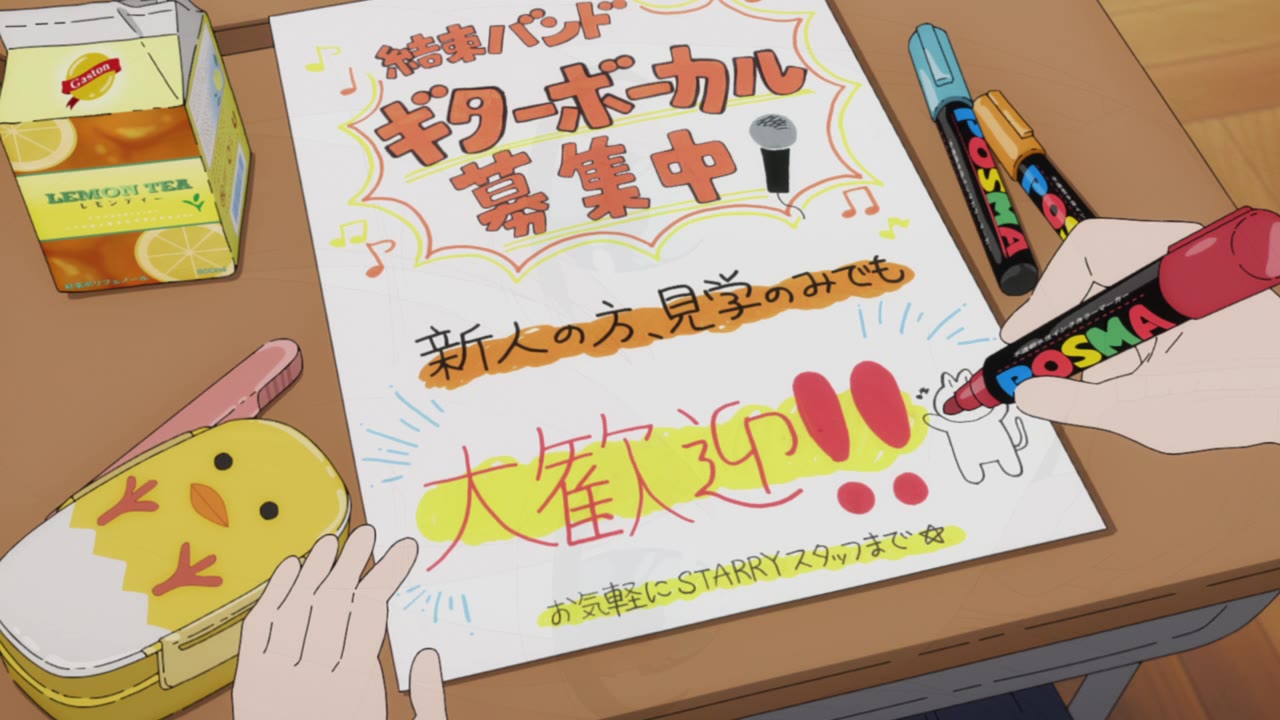 結束バンド
ギターボーカル
募集中
新人の方、見学のみでも
大歓迎!!
お気軽にSTARRYスタッフまで☆
Gaston
LEMON TEA
レモンティー
POSMA
POS
POSMA